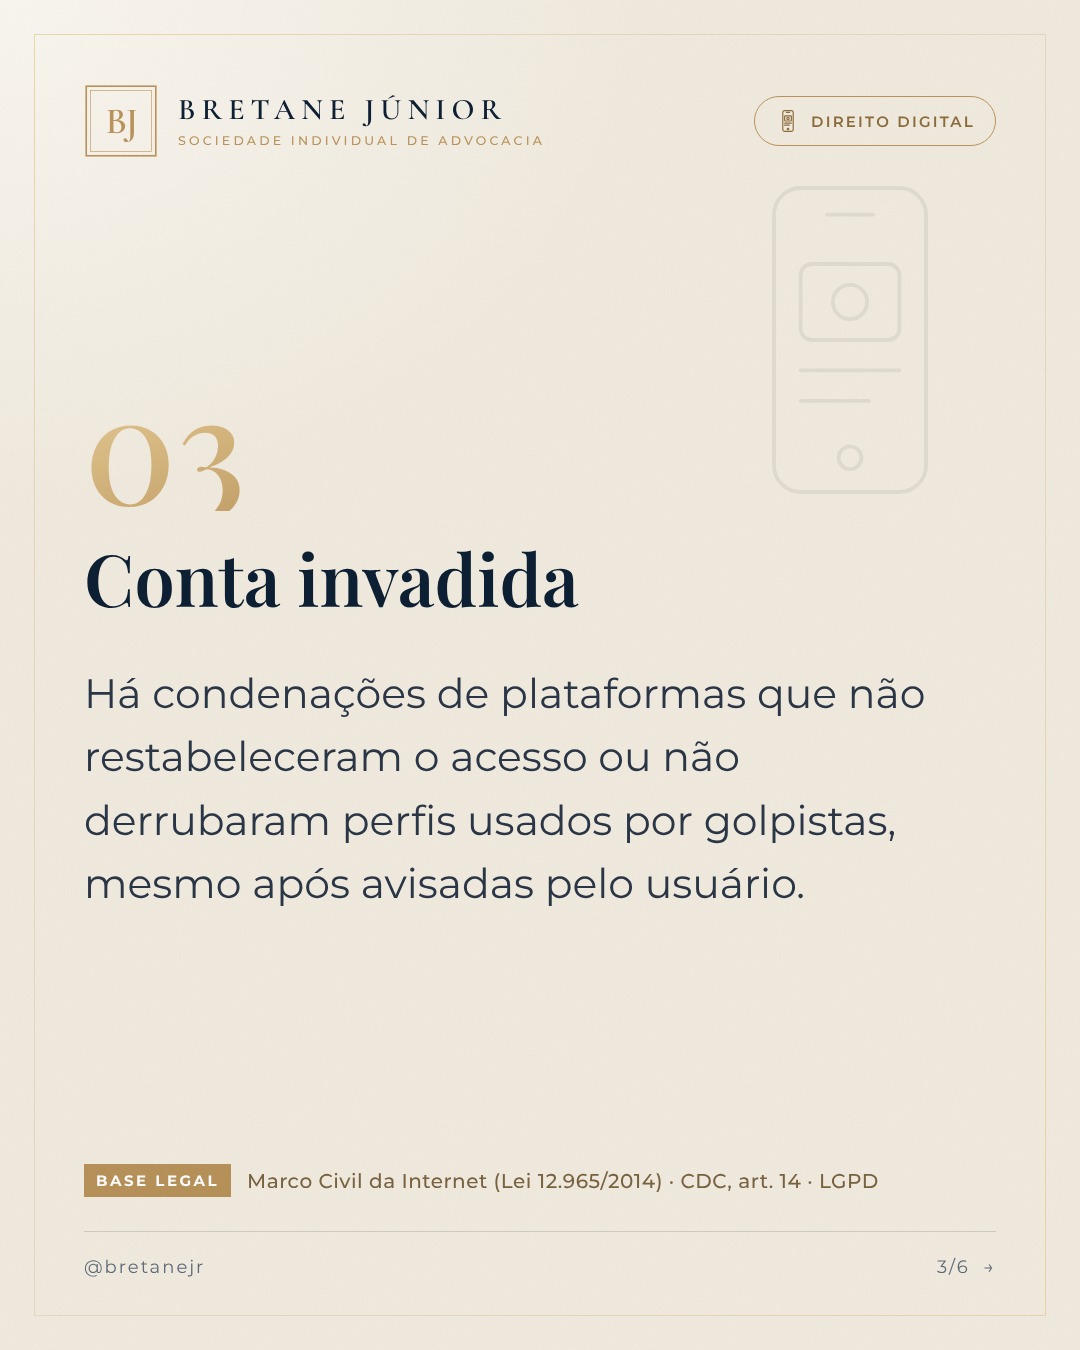 BJ
BRETANE JÚNIOR
SOCIEDADE INDIVIDUAL DE ADVOCACIA
DIREITO DIGITAL
03
Conta invadida
Há condenações de plataformas que não
restabeleceram o acesso ou não
derrubaram perfis usados por golpistas,
mesmo após avisadas pelo usuário.
BASE LEGAL Marco Civil da Internet (Lei 12.965/2014) · CDC, art. 14 · LGPD
@bretanejr
3/6 →